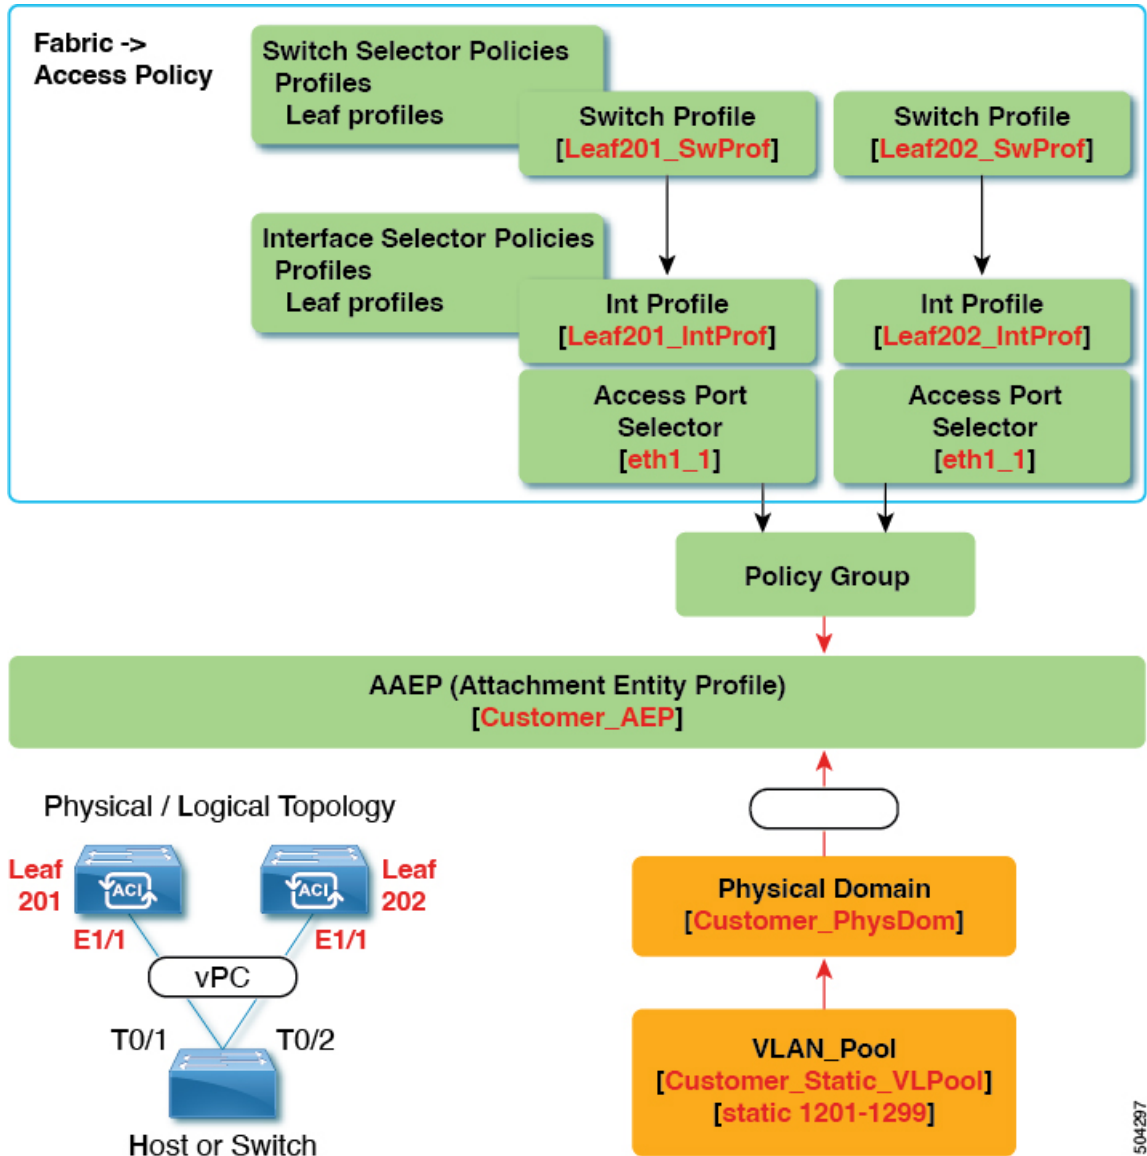 Fabric ->
Access Policy
Switch Selector Policies
Profiles
Leaf profiles
Switch Profile
[Leaf201_SwProf]
Switch Profile
[Leaf202_SwProf]
Interface Selector Policies
Profiles
Leaf profiles
Int Profile
[Leaf201_IntProf]
Int Profile
[Leaf202_IntProf]
Access Port
Selector
[eth1_1]
Access Port
Selector
[eth1_1]
Policy Group
AAEP (Attachment Entity Profile)
[Customer_AEP]
Physical / Logical Topology
Leaf
201
ACI
ACI
Leaf
202
E1/1
E1/1
vPC
T0/1
T0/2
Host or Switch
Physical Domain
[Customer_PhysDom]
VLAN_Pool
[Customer_Static_VLPool]
[static 1201-1299]
504297